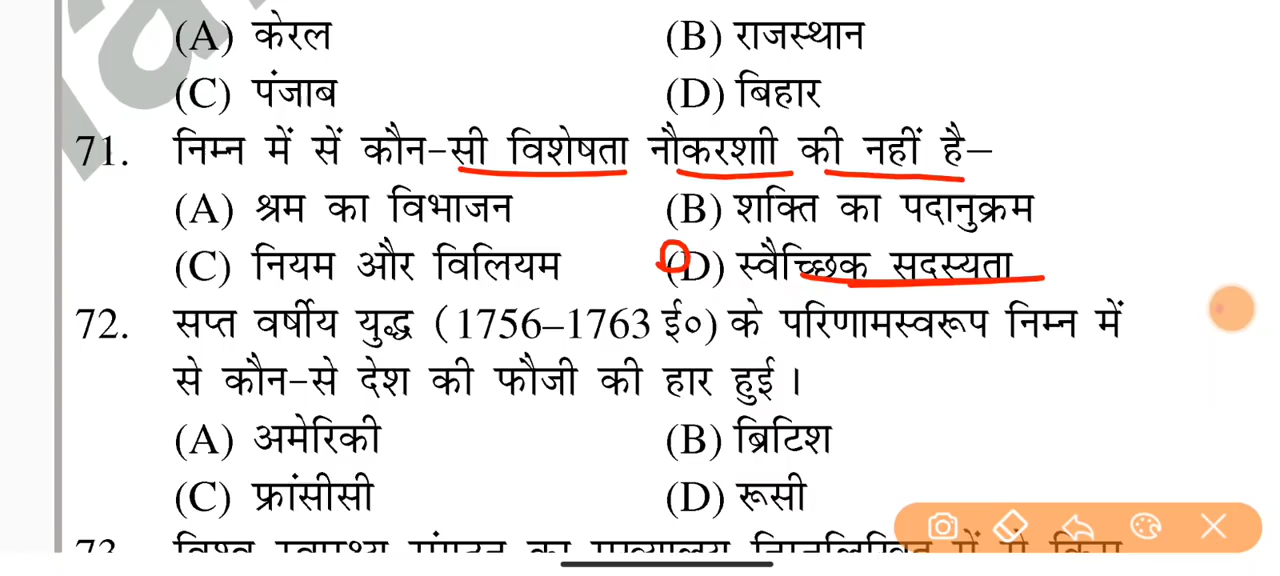 (A) केरल (B) राजस्थान
(C) पंजाब (D) बिहार
71. निम्न में सें कौन-सी विशेषता नौकरशाी की नहीं है–
(A) श्रम का विभाजन (B) शक्ति का पदानुक्रम
(C) नियम और विलियम (D) स्वैच्छिक सदस्यता
72. सप्त वर्षीय युद्ध (1756–1763 ई०) के परिणामस्वरूप निम्न में
से कौन-से देश की फौजी की हार हुई ।
(A) अमेरिकी (B) ब्रिटिश
(C) फ्रांसीसी (D) रूसी